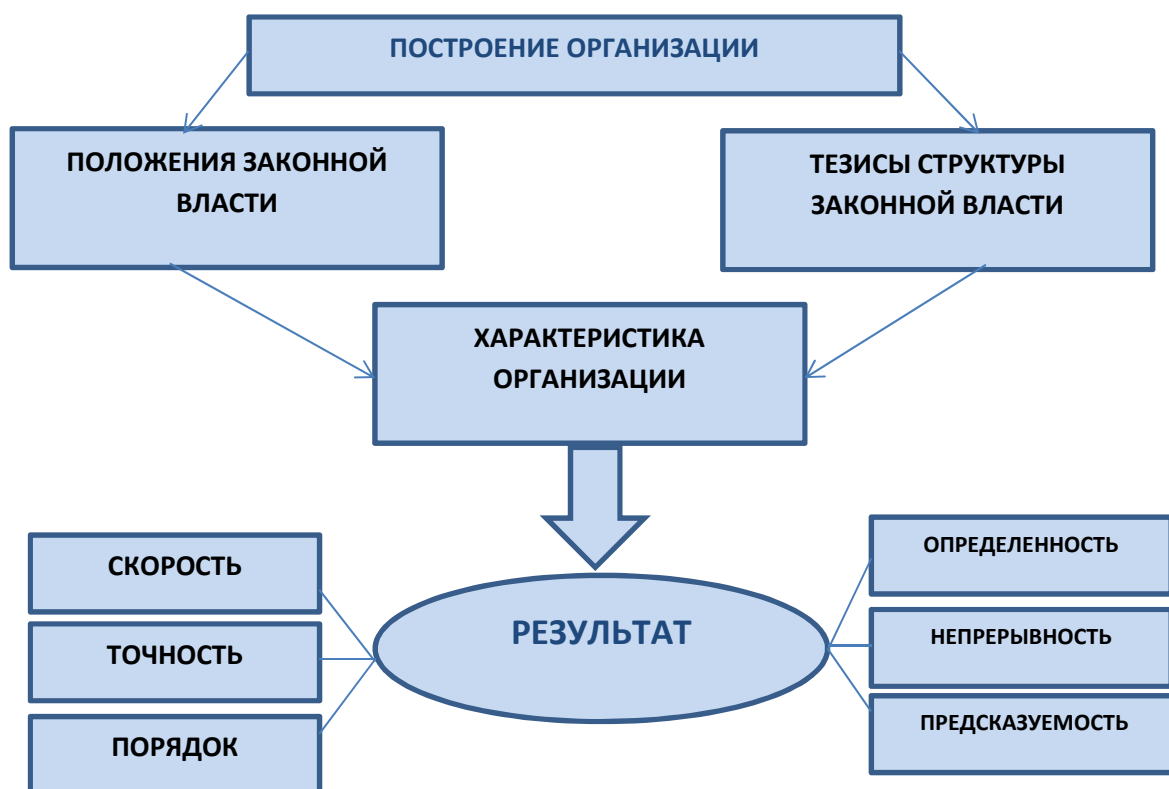 ПОСТРОЕНИЕ ОРГАНИЗАЦИИ
ПОЛОЖЕНИЯ ЗАКОННОЙ
ВЛАСТИ
ТЕЗИСЫ СТРУКТУРЫ
ЗАКОННОЙ ВЛАСТИ
ХАРАКТЕРИСТИКА
ОРГАНИЗАЦИИ
СКОРОСТЬ
ТОЧНОСТЬ
ПОРЯДОК
РЕЗУЛЬТАТ
ОПРЕДЕЛЕННОСТЬ
НЕПРЕРЫВНОСТЬ
ПРЕДСКАЗУЕМОСТЬ